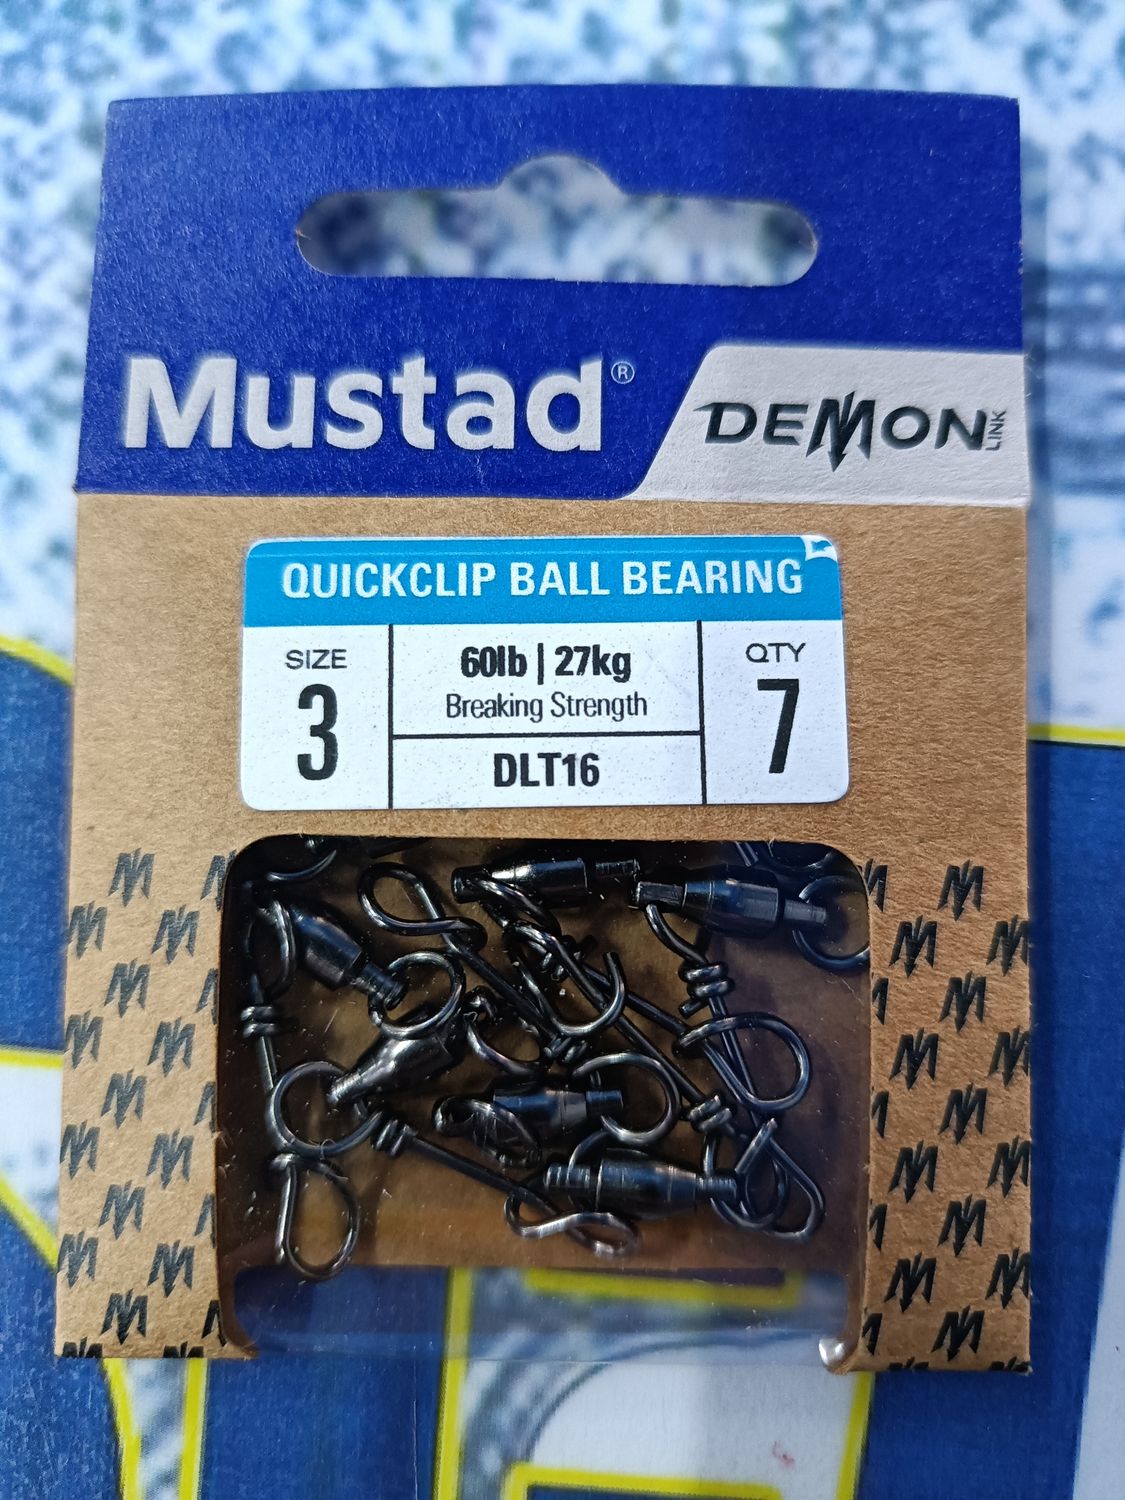 Mustad®
DEMON LINK
QUICKCLIP BALL BEARING
SIZE
3
60lb | 27kg
Breaking Strength
DLT16
QTY
7